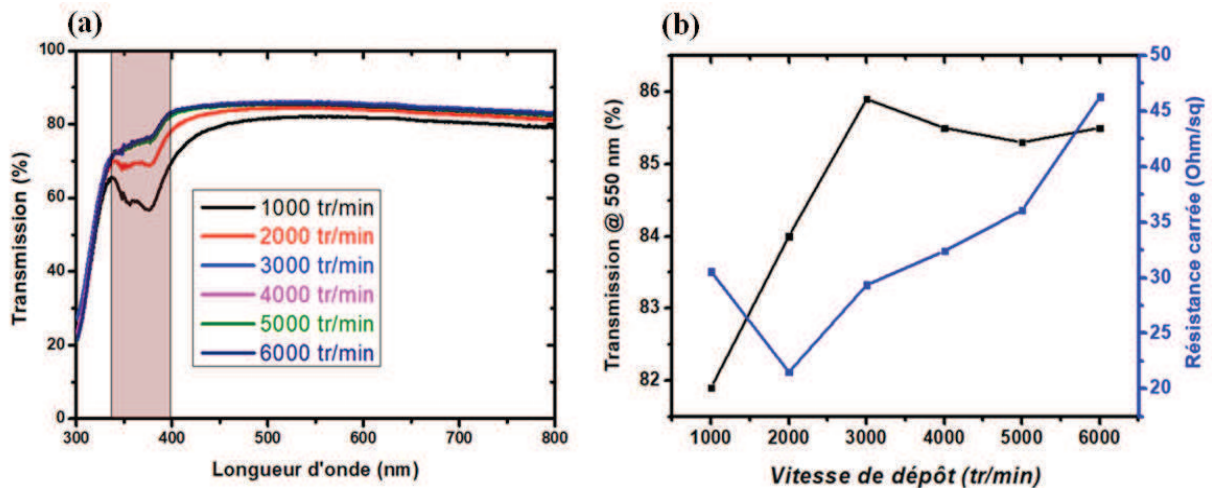 (a)
Transmission (%)
100
80
60
40
20
0
300
400
500
600
700
800
Longueur d'onde (nm)
1000 tr/min
2000 tr/min
3000 tr/min
4000 tr/min
5000 tr/min
6000 tr/min
(b)
Transmission @ 550 nm (%)
86
85
84
83
82
1000
2000
3000
4000
5000
6000
Vitesse de dépôt (tr/min)
50
45
40
35
30
25
20
Résistance carrée (Ohm/sq)